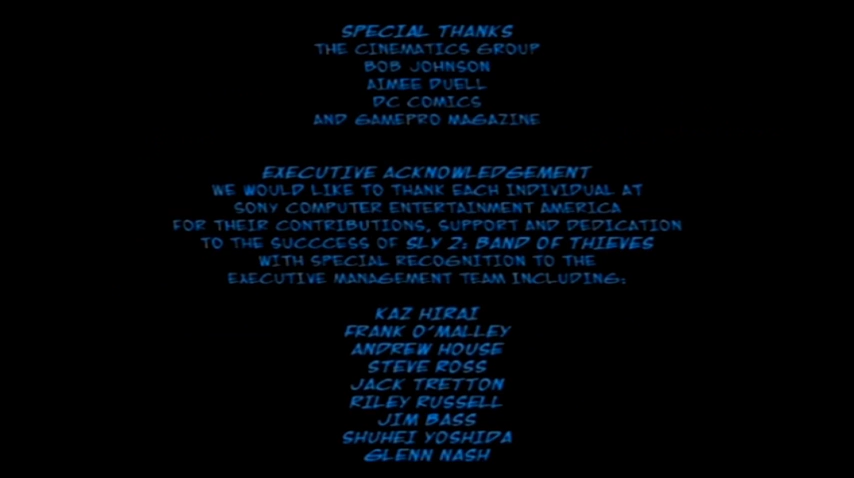 SPECIAL THANKS
THE CINEMATICS GROUP
BOB JOHNSON
AIMEE DUELL
DC COMICS
AND GAMEPRO MAGAZINE
EXECUTIVE ACKNOWLEDGEMENT
WE WOULD LIKE TO THANK EACH INDIVIDUAL AT
SONY COMPUTER ENTERTAINMENT AMERICA
FOR THEIR CONTRIBUTIONS, SUPPORT AND DEDICATION
TO THE SUCCCESS OF SLY 2: BAND OF THIEVES
WITH SPECIAL RECOGNITION TO THE
EXECUTIVE MANAGEMENT TEAM INCLUDING:
KAZ HIRAI
FRANK O'MALLEY
ANDREW HOUSE
STEVE ROSS
JACK TRETTON
RILEY RUSSELL
JIM BASS
SHUHEI YOSHIDA
GLENN NASH